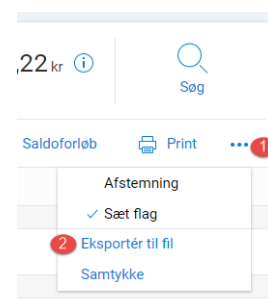 ,22 kr
Søg
Saldoforløb Print ••• 1
Afstemning
✓ Sæt flag
2 Eksportér til fil
Samtykke